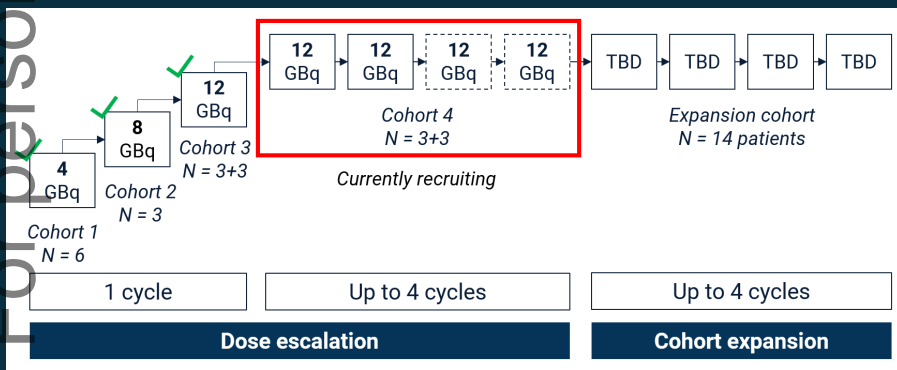 12
GBq
12
GBq
12
GBq
12
GBq
TBD
TBD
TBD
TBD
12
GBq
8
GBq
4
GBq
Cohort 4
N = 3+3
Expansion cohort
N = 14 patients
Cohort 3
N = 3+3
Currently recruiting
Cohort 2
N = 3
Cohort 1
N = 6
1 cycle
Up to 4 cycles
Up to 4 cycles
Dose escalation
Cohort expansion
For perso